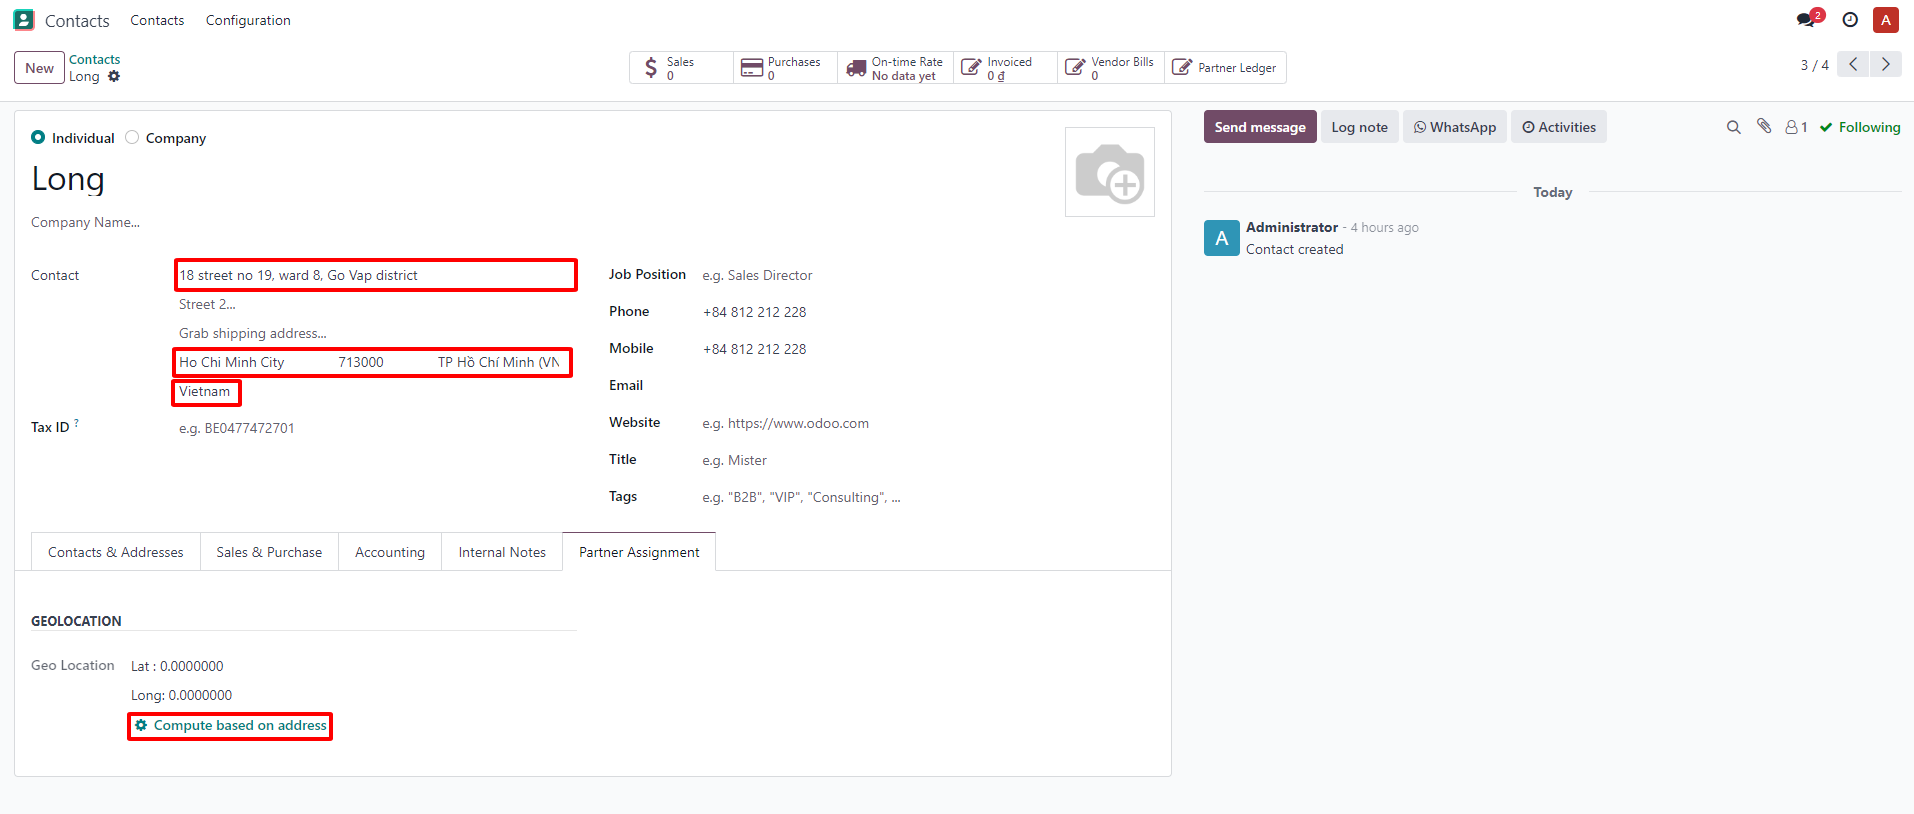 Contacts Contacts Configuration 2 A
New Contacts
Long
Sales 0
Purchases 0
On-time Rate No data yet
Invoiced 0 ₫
Vendor Bills 0
Partner Ledger
3 / 4
Individual Company
Long
Company Name...
Contact
18 street no 19, ward 8, Go Vap district
Street 2...
Grab shipping address...
Ho Chi Minh City 713000 TP Hồ Chí Minh (VN
Vietnam
Tax ID ? e.g. BE0477472701
Job Position e.g. Sales Director
Phone +84 812 212 228
Mobile +84 812 212 228
Email
Website e.g. https://www.odoo.com
Title e.g. Mister
Tags e.g. "B2B", "VIP", "Consulting", ...
Contacts & Addresses Sales & Purchase Accounting Internal Notes Partner Assignment
GEOLOCATION
Geo Location Lat : 0.0000000
Long: 0.0000000
Compute based on address
Send message Log note WhatsApp Activities 1 Following
Today
A Administrator - 4 hours ago
Contact created